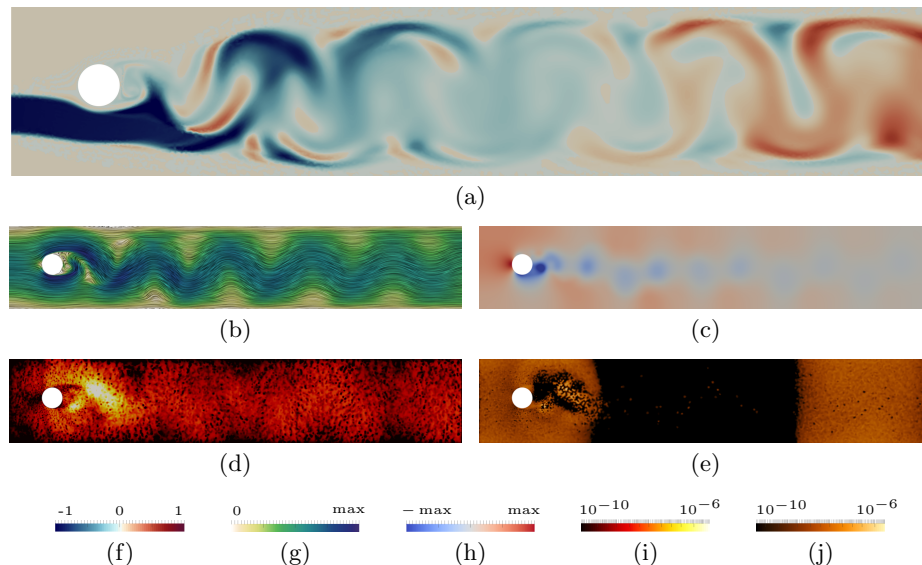 (a)
(b) (c)
(d) (e)
-1 0 1 0 max − max max 10^{-10} 10^{-6} 10^{-10} 10^{-6}
(f) (g) (h) (i) (j)